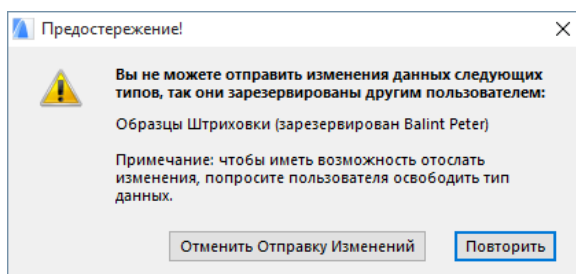 Предостережение!
Вы не можете отправить изменения данных следующих
типов, так они зарезервированы другим пользователем:
Образцы Штриховки (зарезервирован Balint Peter)
Примечание: чтобы иметь возможность отослать
изменения, попросите пользователя освободить тип
данных.
Отменить Отправку Изменений
Повторить